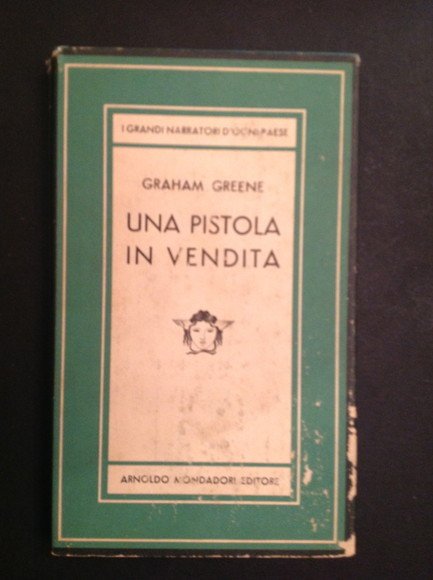 I GRANDI NARRATORI D'OGNI PAESE
GRAHAM GREENE
UNA PISTOLA
IN VENDITA
ARNOLDO MONDADORI EDITORE